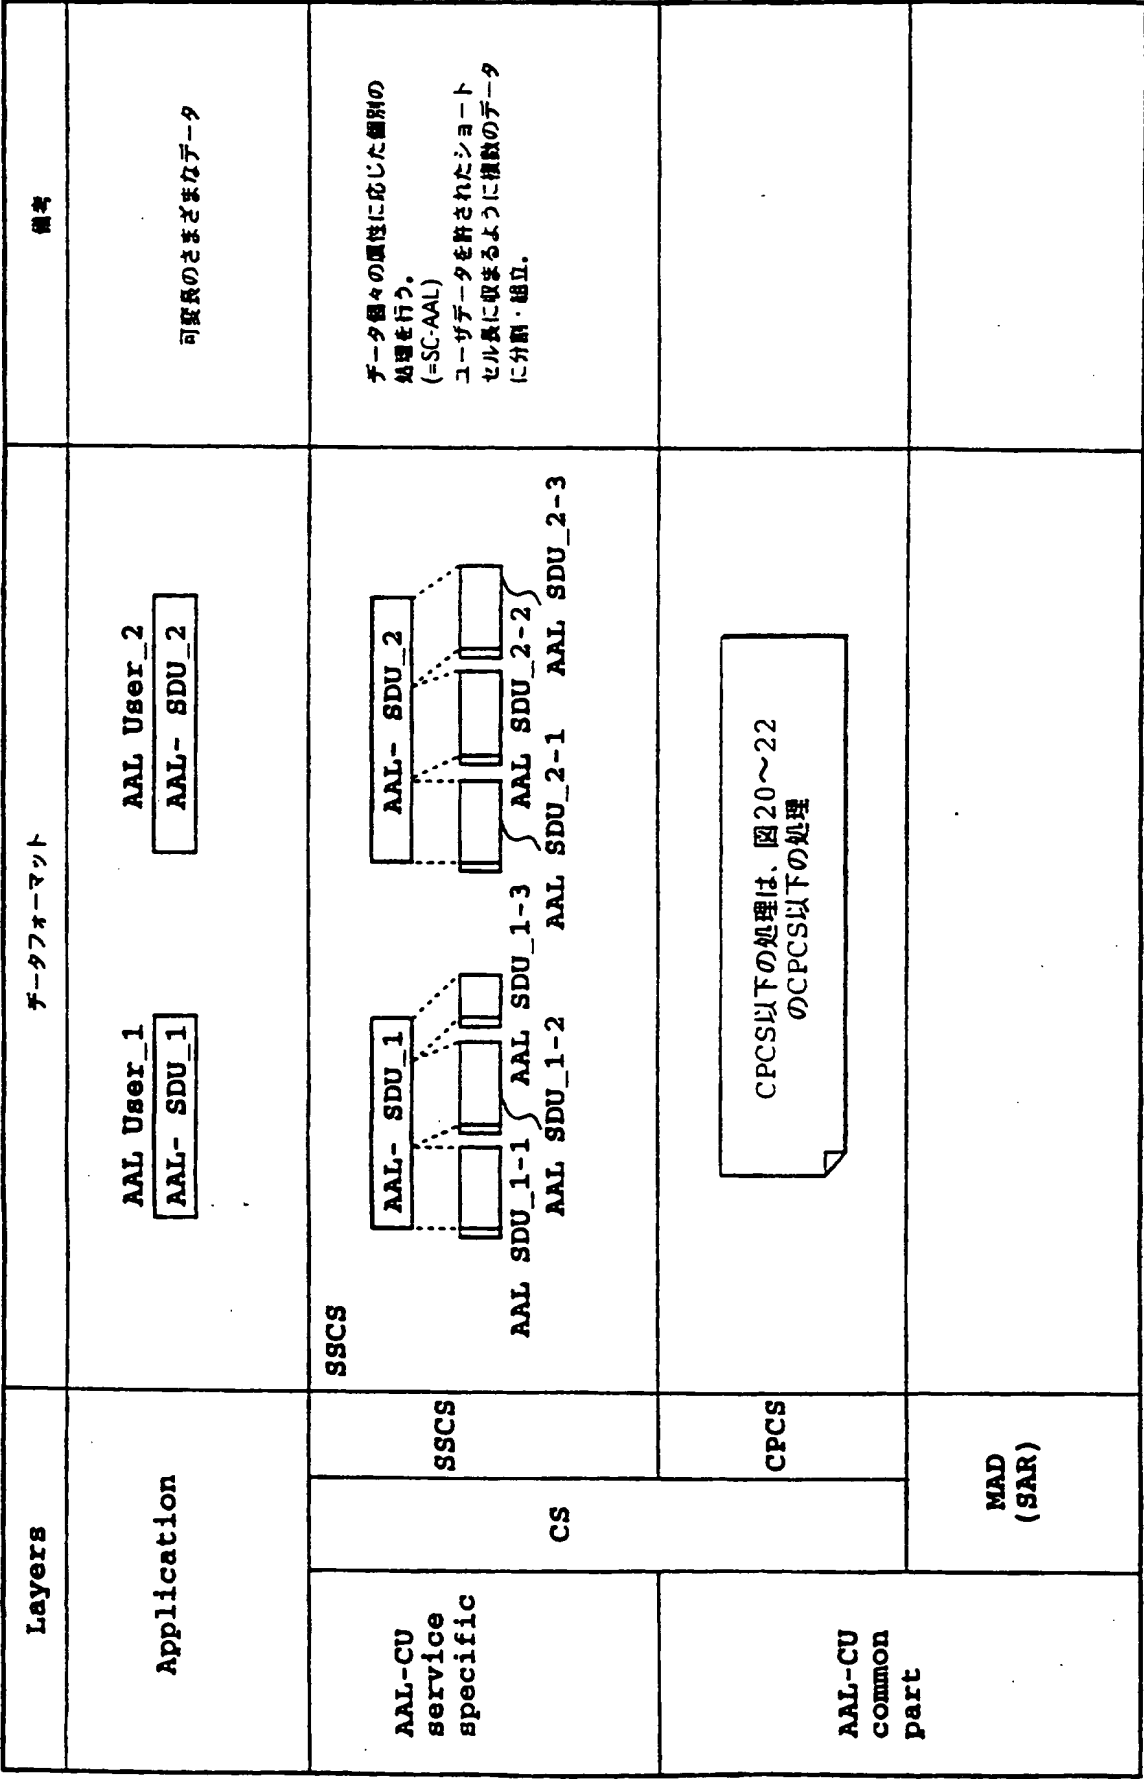 Layers
データフォーマット
備考
Application
AAL User_1
AAL- SDU_1
AAL User_2
AAL- SDU_2
可変長のさまざまなデータ
AAL-CU
service
specific
CS
SSCS
SSCS
AAL- SDU_1
AAL SDU_1-1
AAL SDU_1-2
AAL SDU_1-3
AAL- SDU_2
AAL SDU_2-1
AAL SDU_2-2
AAL SDU_2-3
データ個々の属性に応じた個別の
処理を行う。
(=SC-AAL)
ユーザデータを許されたショート
セル長に収まるように複数のデータ
に分割・組立。
AAL-CU
common
part
CPCS
CPCS以下の処理は、図20〜22
のCPCS以下の処理
MAD
(SAR)